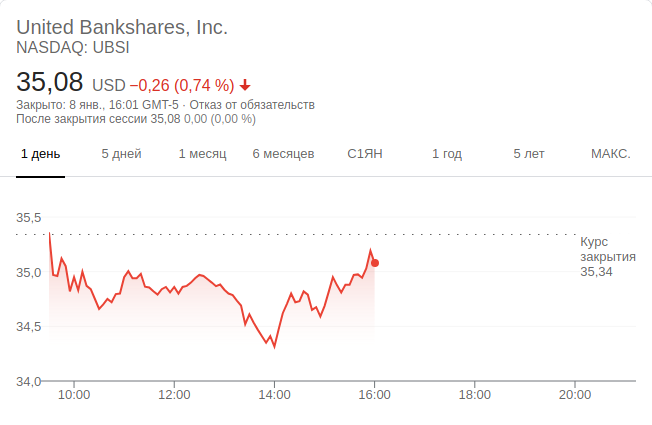 United Bankshares, Inc.
NASDAQ: UBSI
35,08 USD −0,26 (0,74 %)
Закрыто: 8 янв., 16:01 GMT-5 · Отказ от обязательств
После закрытия сессии 35,08 0,00 (0,00 %)
1 день 5 дней 1 месяц 6 месяцев С1ЯН 1 год 5 лет МАКС.
35,5
Курс
закрытия
35,34
35,0
34,5
34,0
10:00 12:00 14:00 16:00 18:00 20:00